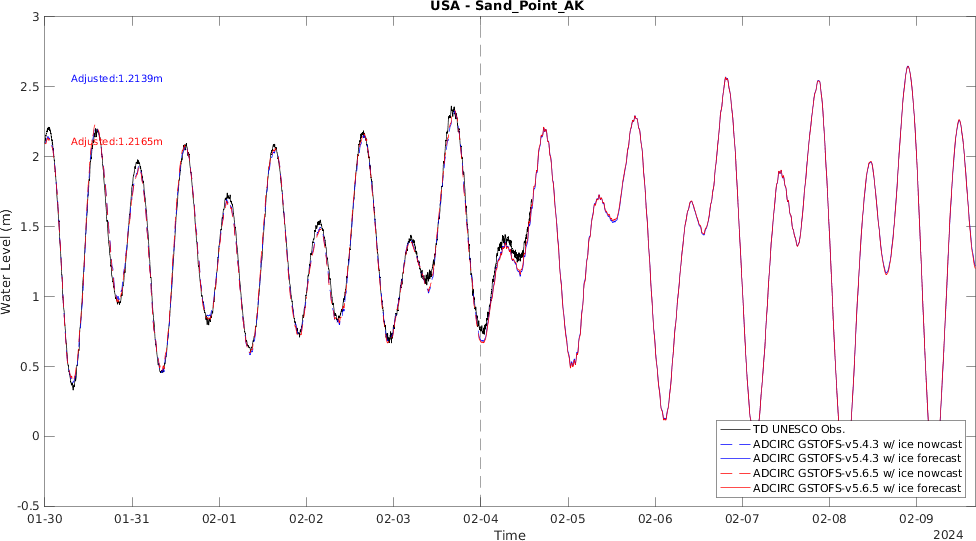 USA - Sand_Point_AK
3
2.5
2
1.5
1
0.5
0
-0.5
Water Level (m)
Adjusted:1.2139m
Adjusted:1.2165m
TD UNESCO Obs.
ADCIRC GSTOFS-v5.4.3 w/ ice nowcast
ADCIRC GSTOFS-v5.4.3 w/ ice forecast
ADCIRC GSTOFS-v5.6.5 w/ ice nowcast
ADCIRC GSTOFS-v5.6.5 w/ ice forecast
01-30 01-31 02-01 02-02 02-03 02-04 02-05 02-06 02-07 02-08 02-09
Time
2024